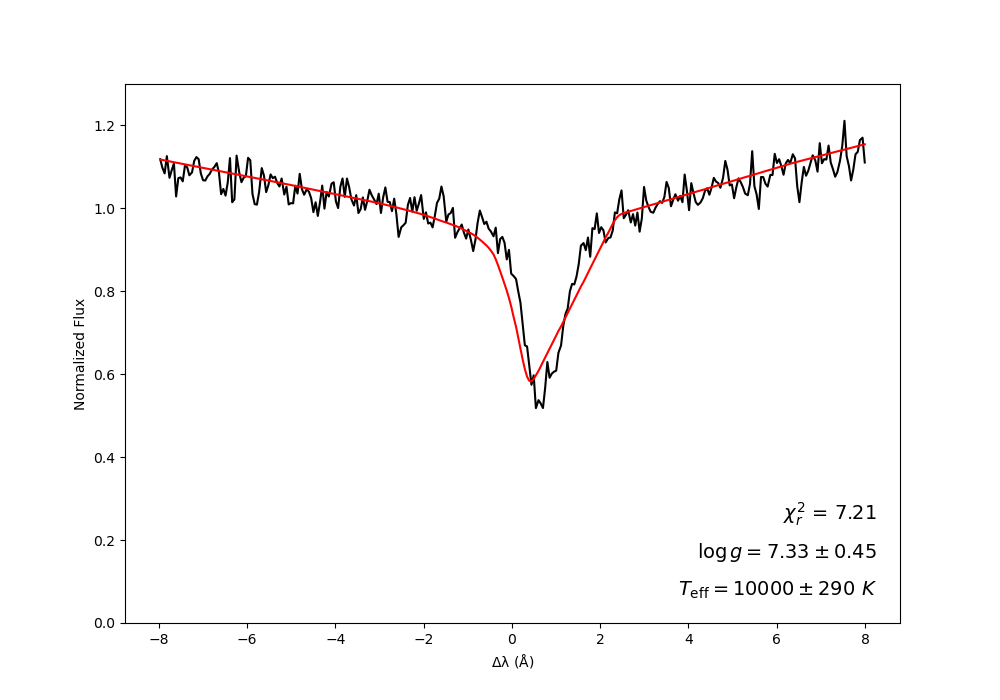 1.2
1.0
0.8
0.6
0.4
0.2
0.0
Normalized Flux
χ²ᵣ = 7.21
log g = 7.33 ± 0.45
T_eff = 10000 ± 290 K
−8 −6 −4 −2 0 2 4 6 8
Δλ (Å)